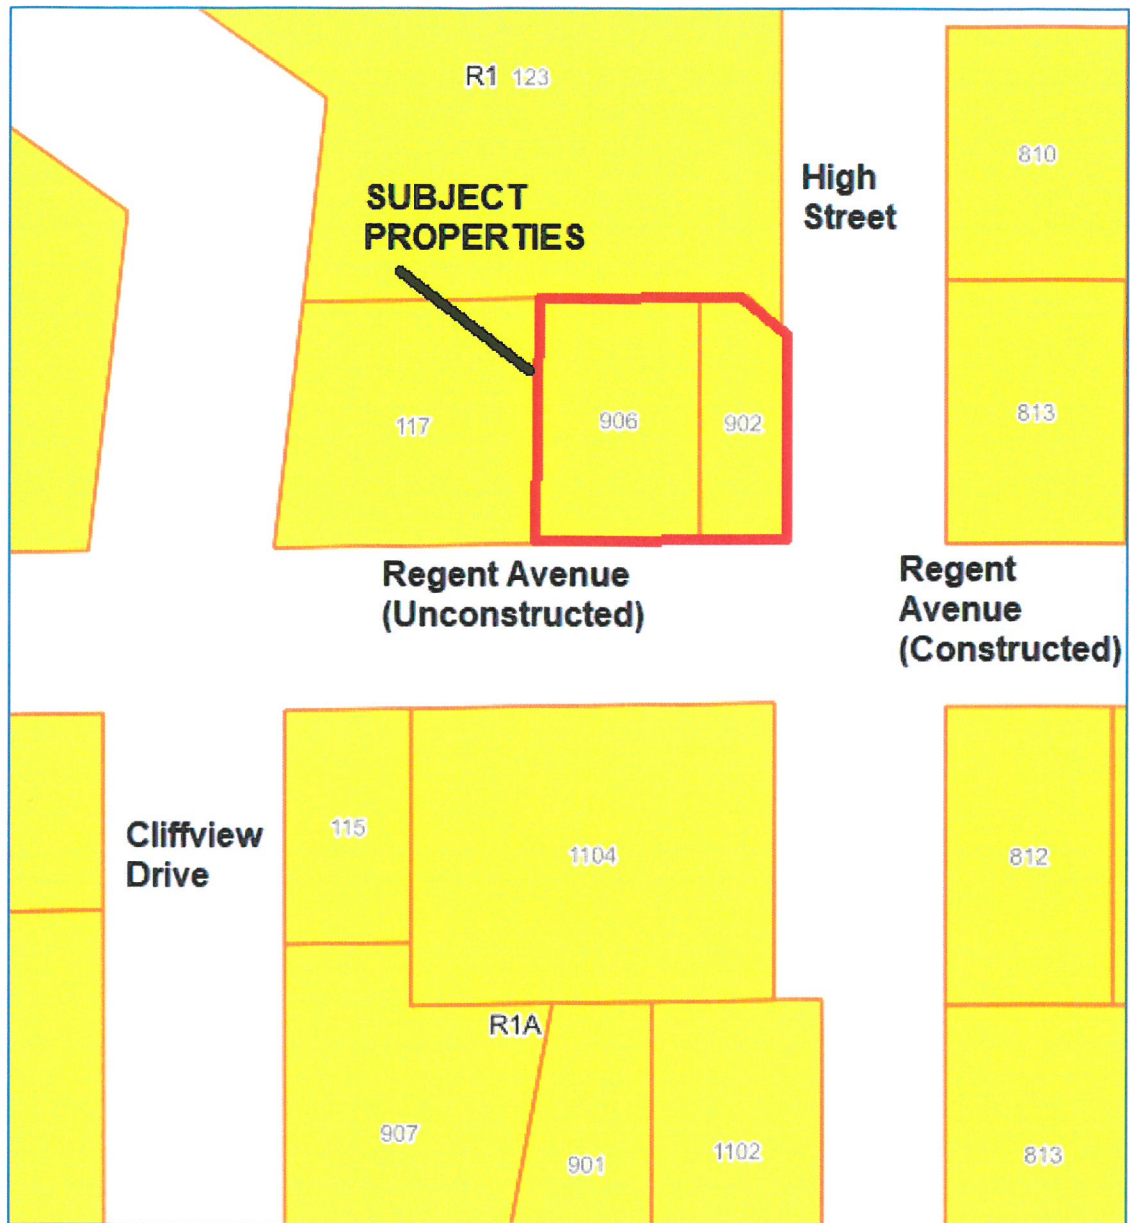 R1 123
810
High
Street
SUBJECT
PROPERTIES
117
906
902
813
Regent Avenue
(Unconstructed)
Regent
Avenue
(Constructed)
Cliffview
Drive
115
1104
812
R1A
907
901
1102
813